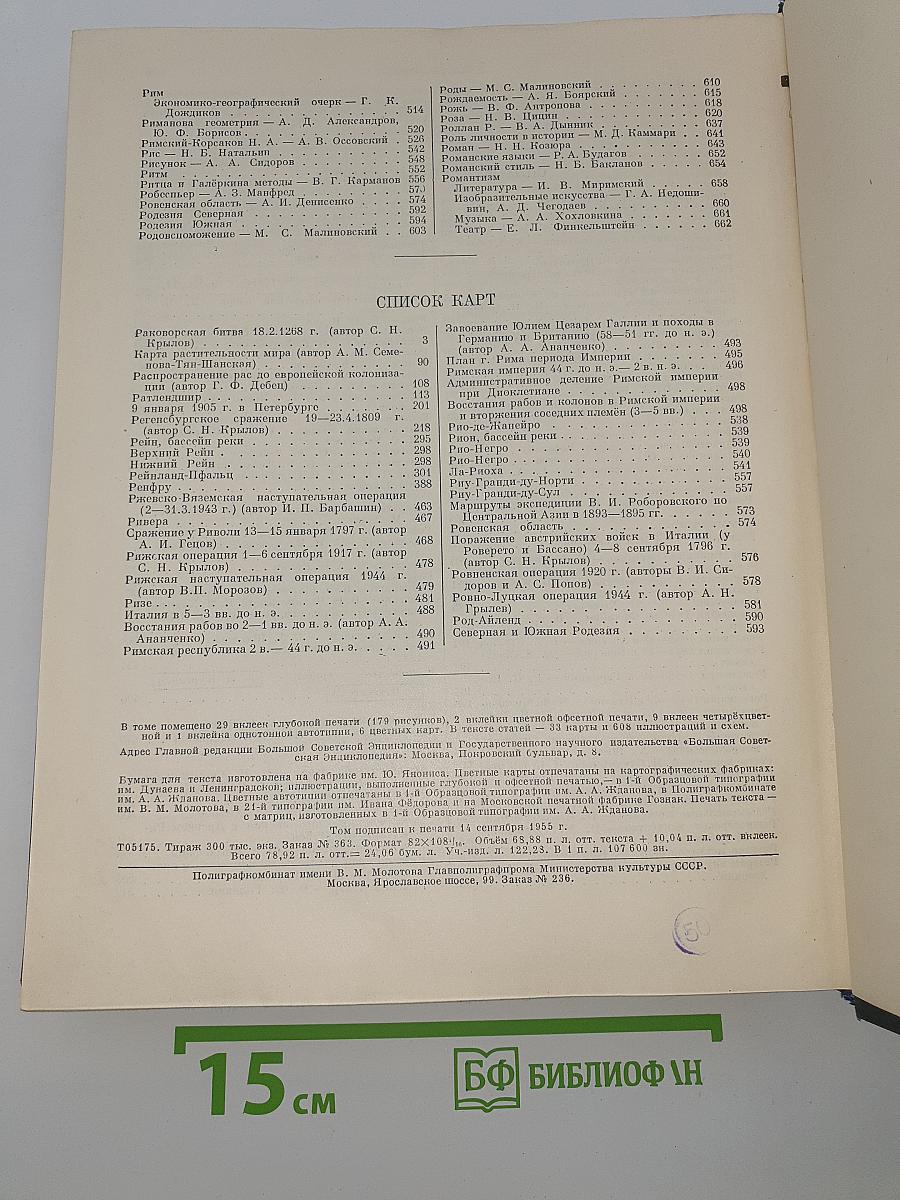 Рим
Экономико-географический очерк — Г. К.
Дождиков . . . . . . . . . . . . 514
Риманова геометрия — А. Д. Александров,
Ю. Ф. Борисов . . . . . . . . . . . 520
Римский-Корсаков Н. А. — А. В. Оссовский . 526
Рис — Н. Б. Натальин . . . . . . . . . 542
Рисунок — А. А. Сидоров . . . . . . . . 548
Ритм . . . . . . . . . . . . . . . 552
Ритца и Галёркина методы — В. Г. Карманов 556
Робеспьер — А. З. Манфред . . . . . . .
Ровенская область — А. И. Денисенко . . . . 574
Родезия Северная . . . . . . . . . . . 592
Родезия Южная . . . . . . . . . . . . 594
Родовспоможение — М. С. Малиновский . . 603
Роды — М. С. Малиновский . . . . . . . . 610
Рождаемость — А. Я. Боярский . . . . . . 615
Рожь — В. Ф. Антропова . . . . . . . . 618
Роза — Н. В. Цицин . . . . . . . . . . 620
Роллан Р. — В. А. Дынник . . . . . . . . 637
Роль личности в истории — М. Д. Каммари . . 641
Роман — Н. Н. Козюра . . . . . . . . . 643
Романские языки — Р. А. Будагов . . . . . 652
Романский стиль — Н. Б. Бакланов . . . . . 654
Романтизм
Литература — И. В. Миримский . . . . . 658
Изобразительные искусства — Г. А. Недоши-
вин, А. Д. Чегодаев . . . . . . . . . 660
Музыка — А. А. Хохловкина . . . . . . 661
Театр — Е. Л. Финкельштейн . . . . . . 662
СПИСОК КАРТ
Раковорская битва 18.2.1268 г. (автор С. Н.
Крылов) . . . . . . . . . . . . . . 3
Карта растительности мира (автор А. М. Семе-
нова-Тян-Шанская) . . . . . . . . . . 90
Распространение рас до европейской колониза-
ции (автор Г. Ф. Дебец) . . . . . . . . 108
Ратлендшир . . . . . . . . . . . . . 113
9 января 1905 г. в Петербурге . . . . . . 201
Регенсбургское сражение 19—23.4.1809 г.
(автор С. Н. Крылов) . . . . . . . . . 218
Рейн, бассейн реки . . . . . . . . . . 295
Верхний Рейн . . . . . . . . . . . . 298
Нижний Рейн . . . . . . . . . . . . 298
Рейнланд-Пфальц . . . . . . . . . . . 301
Ренфру . . . . . . . . . . . . . . . 388
Ржевско-Вяземская наступательная операция
(2—31.3.1943 г.) (автор И. П. Барбашин) . . 463
Ривера . . . . . . . . . . . . . . . 467
Сражение у Риволи 13—15 января 1797 г. (автор
А. И. Гецов) . . . . . . . . . . . . 468
Рижская операция 1—6 сентября 1917 г. (автор
С. Н. Крылов) . . . . . . . . . . . . 478
Рижская наступательная операция 1944 г.
(автор В.П. Морозов) . . . . . . . . . 479
Ризе . . . . . . . . . . . . . . . . 481
Италия в 5—3 вв. до н. э. . . . . . . . 488
Восстания рабов во 2—1 вв. до н. э. (автор А. А.
Ананченко) . . . . . . . . . . . . . 490
Римская республика 2 в.— 44 г. до н. э. . . . . 491
Завоевание Юлием Цезарем Галлии и походы в
Германию и Британию (58—51 гг. до н. э.)
(автор А. А. Ананченко) . . . . . . . . 493
План г. Рима периода Империи . . . . . . 495
Римская империя 44 г. до н. э.— 2 в. н. э. . . . 496
Административное деление Римской империи
при Диоклетиане . . . . . . . . . . . 498
Восстания рабов и колонов в Римской империи
и вторжения соседних племён (3—5 вв.) . . . 498
Рио-де-Жанейро . . . . . . . . . . . 538
Рион, бассейн реки . . . . . . . . . . 539
Рио-Негро . . . . . . . . . . . . . . 539
Рио-Негро . . . . . . . . . . . . . . 540
Ла-Риоха . . . . . . . . . . . . . . 541
Риу-Гранди-ду-Норти . . . . . . . . . . 557
Риу-Гранди-ду-Сул . . . . . . . . . . 557
Маршруты экспедиции В. И. Роборовского по
Центральной Азии в 1893—1895 гг. . . . . . 573
Ровенская область . . . . . . . . . . 574
Поражение австрийских войск в Италии (у
Роверето и Бассано) 4—8 сентября 1796 г.
(автор С. Н. Крылов) . . . . . . . . . 576
Ровненская операция 1920 г. (авторы В. И. Си-
доров и А. С. Попов) . . . . . . . . . 578
Ровно-Луцкая операция 1944 г. (автор А. Н.
Грылев) . . . . . . . . . . . . . . 581
Род-Айленд . . . . . . . . . . . . . 590
Северная и Южная Родезия . . . . . . . . 593
В томе помещено 29 вклеек глубокой печати (179 рисунков), 2 вклейки цветной офсетной печати, 9 вклеек четырёхцвет-
ной и 1 вклейка однотонной автотипии, 6 цветных карт. В тексте статей — 33 карты и 608 иллюстраций и схем.
Адрес Главной редакции Большой Советской Энциклопедии и Государственного научного издательства «Большая Совет-
ская Энциклопедия»: Москва, Покровский бульвар, д. 8.
Бумага для текста изготовлена на фабрике им. Ю. Янониса. Цветные карты отпечатаны на картографических фабриках:
им. Дунаева и Ленинградской; иллюстрации, выполненные глубокой и офсетной печатью,— в 1-й Образцовой типографии
им. А. А. Жданова. Цветные автотипии отпечатаны в 1-й Образцовой типографии им. А. А. Жданова, в Полиграфкомбинате
им. В. М. Молотова, в 21-й типографии им. Ивана Фёдорова и на Московской печатной фабрике Гознак. Печать текста —
с матриц, изготовленных в 1-й Образцовой типографии им. А. А. Жданова.
Том подписан к печати 14 сентября 1955 г.
Т05175. Тираж 300 тыс. экз. Заказ № 363. Формат 82×108¹/₁₆. Объём 68,88 п. л. отт. текста + 10,04 п. л. отт. вклеек.
Всего 78,92 п. л. отт.= 24,06 бум. л. Уч.-изд. л. 122,23. В 1 п. л. 107 600 зн.
Полиграфкомбинат имени В. М. Молотова Главполиграфпрома Министерства культуры СССР.
Москва, Ярославское шоссе, 99. Заказ № 236.
50
15 см
БФ БИБЛИОФАН